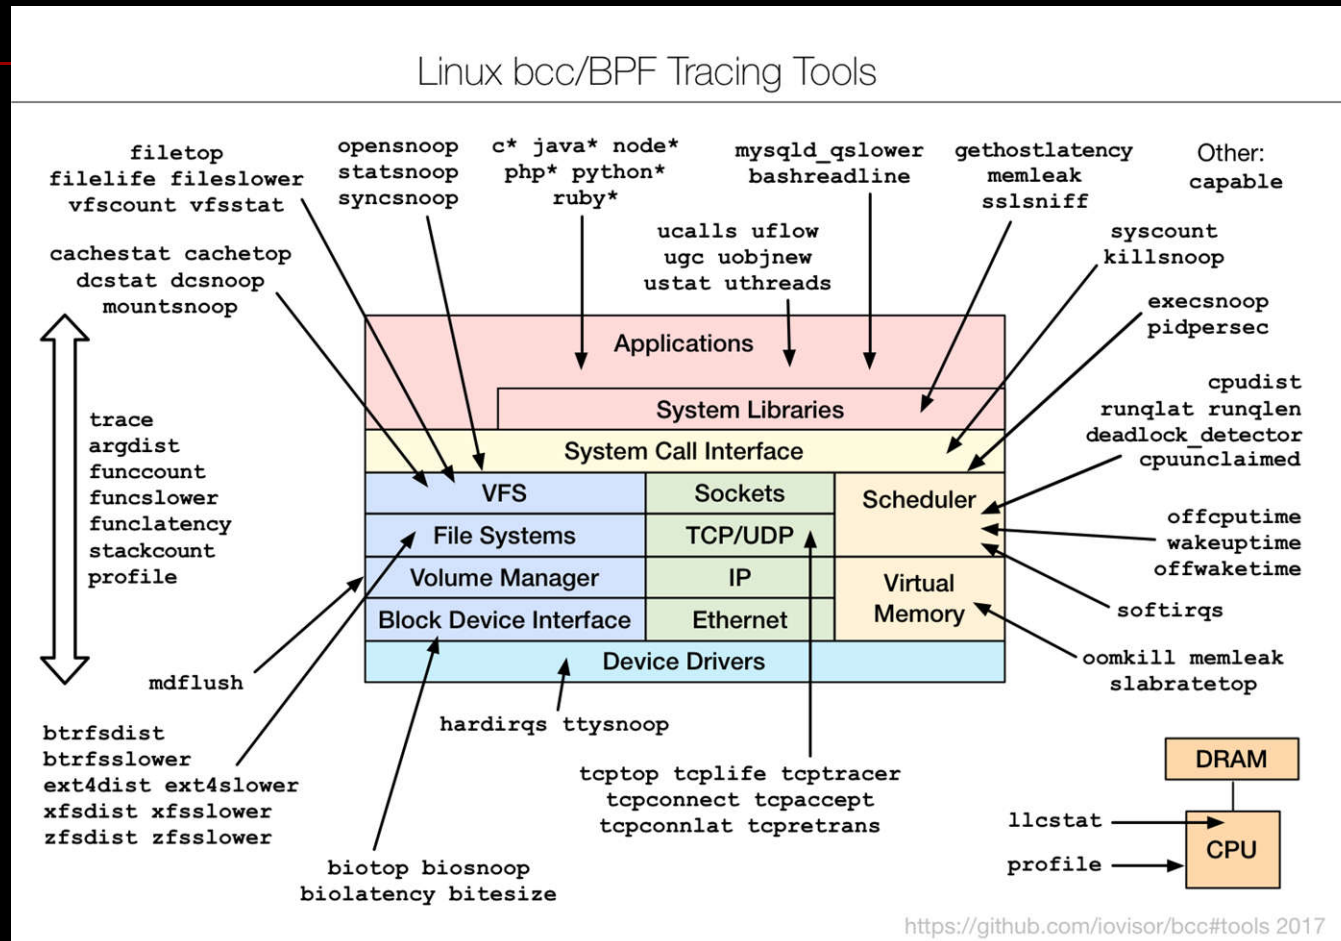 Linux bcc/BPF Tracing Tools
filetop
filelife fileslower
vfscount vfsstat
opensnoop
statsnoop
syncsnoop
c* java* node*
php* python*
ruby*
mysqld_qslower
bashreadline
gethostlatency
memleak
sslsniff
Other:
capable
cachestat cachetop
dcstat dcsnoop
mountsnoop
ucalls uflow
ugc uobjnew
ustat uthreads
syscount
killsnoop
execsnoop
pidpersec
trace
argdist
funccount
funcslower
funclatency
stackcount
profile
Applications
System Libraries
System Call Interface
VFS
Sockets
Scheduler
File Systems
TCP/UDP
Volume Manager
IP
Virtual
Memory
Block Device Interface
Ethernet
Device Drivers
cpudist
runqlat runqlen
deadlock_detector
cpuunclaimed
offcputime
wakeuptime
offwaketime
softirqs
oomkill memleak
slabratetop
mdflush
hardirqs ttysnoop
btrfsdist
btrfsslower
ext4dist ext4slower
xfsdist xfsslower
zfsdist zfsslower
biotop biosnoop
biolatency bitesize
tcptop tcplife tcptracer
tcpconnect tcpaccept
tcpconnlat tcpretrans
DRAM
llcstat
CPU
profile
https://github.com/iovisor/bcc#tools 2017